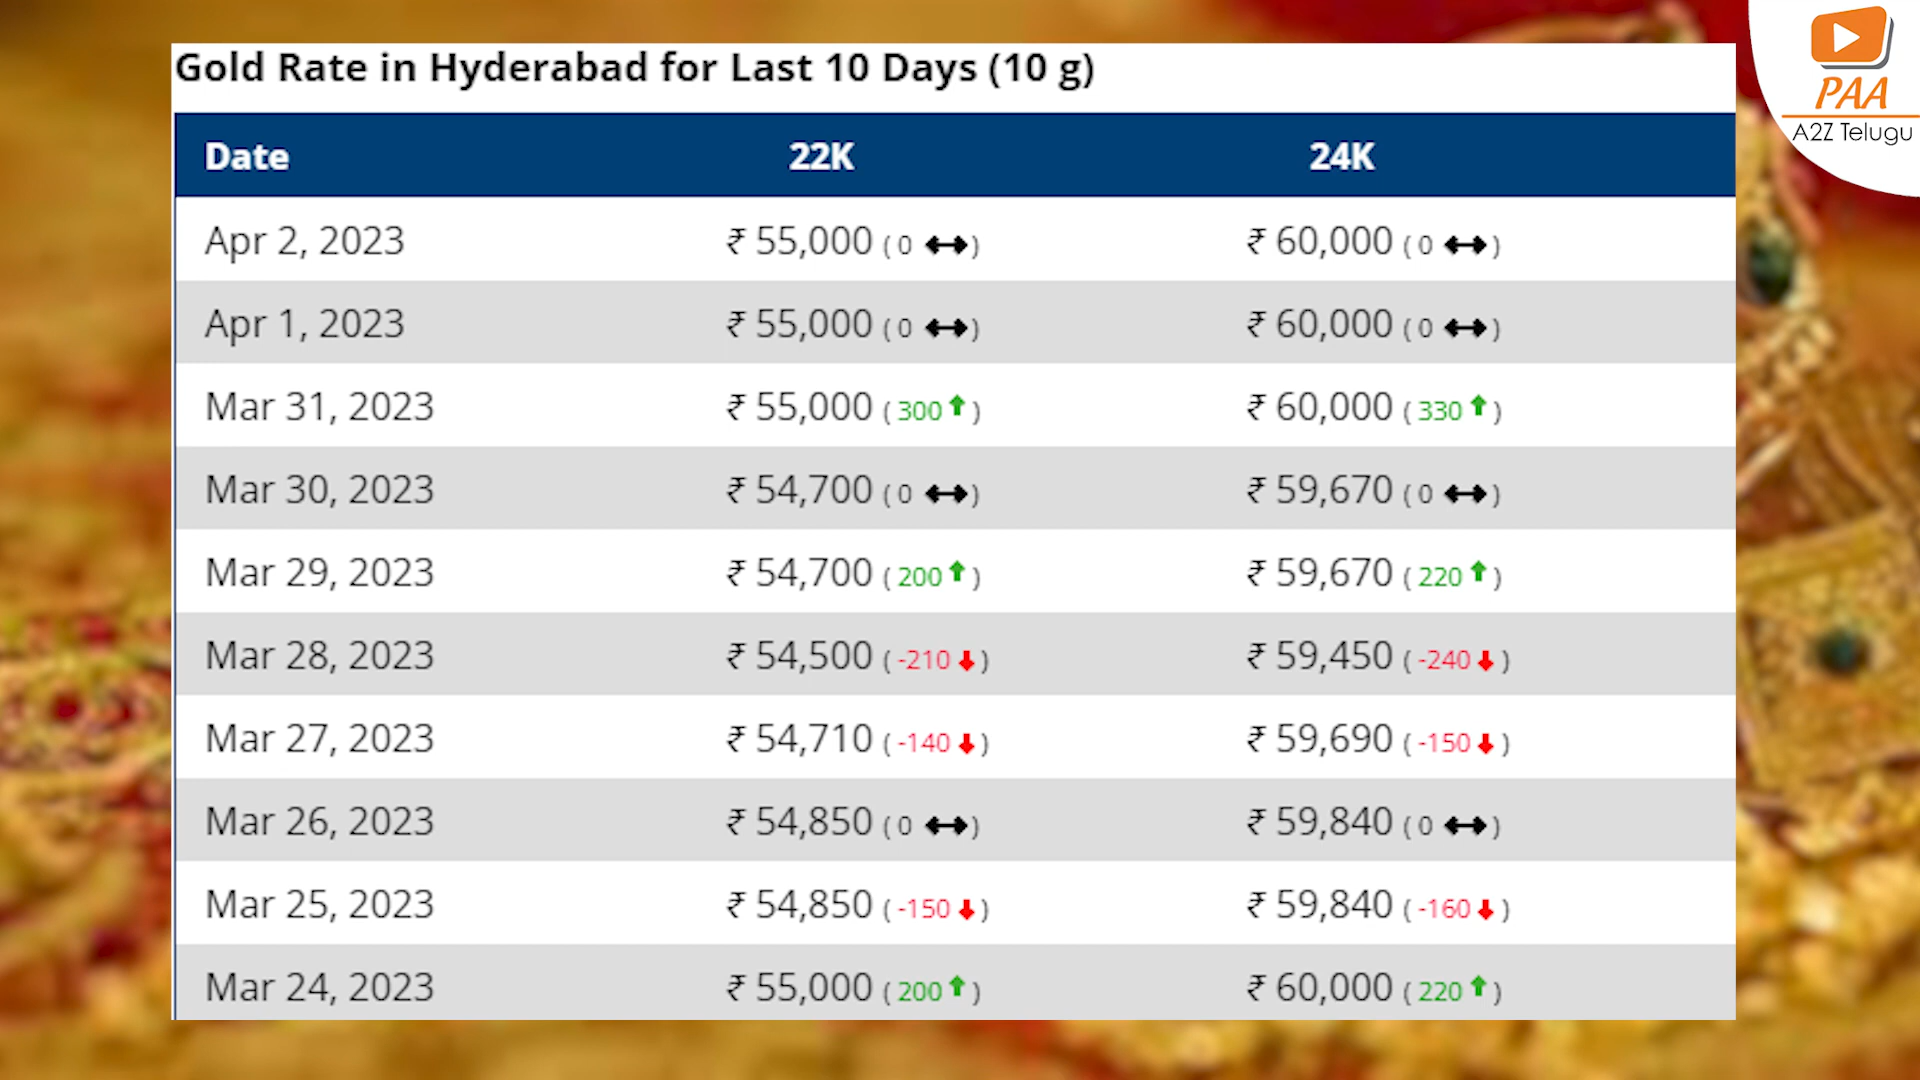 Gold Rate in Hyderabad for Last 10 Days (10 g)
PAA
A2Z Telugu
Date 22K 24K
Apr 2, 2023 ₹ 55,000 ( 0 ↔ ) ₹ 60,000 ( 0 ↔ )
Apr 1, 2023 ₹ 55,000 ( 0 ↔ ) ₹ 60,000 ( 0 ↔ )
Mar 31, 2023 ₹ 55,000 ( 300 ⬆ ) ₹ 60,000 ( 330 ⬆ )
Mar 30, 2023 ₹ 54,700 ( 0 ↔ ) ₹ 59,670 ( 0 ↔ )
Mar 29, 2023 ₹ 54,700 ( 200 ⬆ ) ₹ 59,670 ( 220 ⬆ )
Mar 28, 2023 ₹ 54,500 ( -210 ⬇ ) ₹ 59,450 ( -240 ⬇ )
Mar 27, 2023 ₹ 54,710 ( -140 ⬇ ) ₹ 59,690 ( -150 ⬇ )
Mar 26, 2023 ₹ 54,850 ( 0 ↔ ) ₹ 59,840 ( 0 ↔ )
Mar 25, 2023 ₹ 54,850 ( -150 ⬇ ) ₹ 59,840 ( -160 ⬇ )
Mar 24, 2023 ₹ 55,000 ( 200 ⬆ ) ₹ 60,000 ( 220 ⬆ )